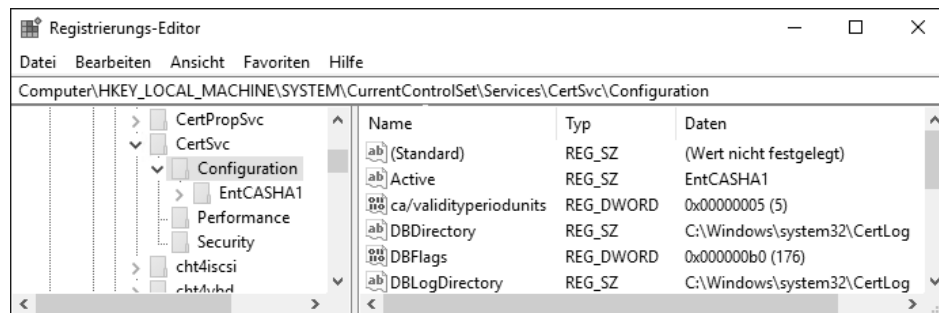 Registrierungs-Editor
Datei Bearbeiten Ansicht Favoriten Hilfe
Computer\HKEY_LOCAL_MACHINE\SYSTEM\CurrentControlSet\Services\CertSvc\Configuration
CertPropSvc
CertSvc
Configuration
EntCASHA1
Performance
Security
cht4iscsi
cht4vbd
Name Typ Daten
(Standard) REG_SZ (Wert nicht festgelegt)
Active REG_SZ EntCASHA1
ca/validityperiodunits REG_DWORD 0x00000005 (5)
DBDirectory REG_SZ C:\Windows\system32\CertLog
DBFlags REG_DWORD 0x000000b0 (176)
DBLogDirectory REG_SZ C:\Windows\system32\CertLog